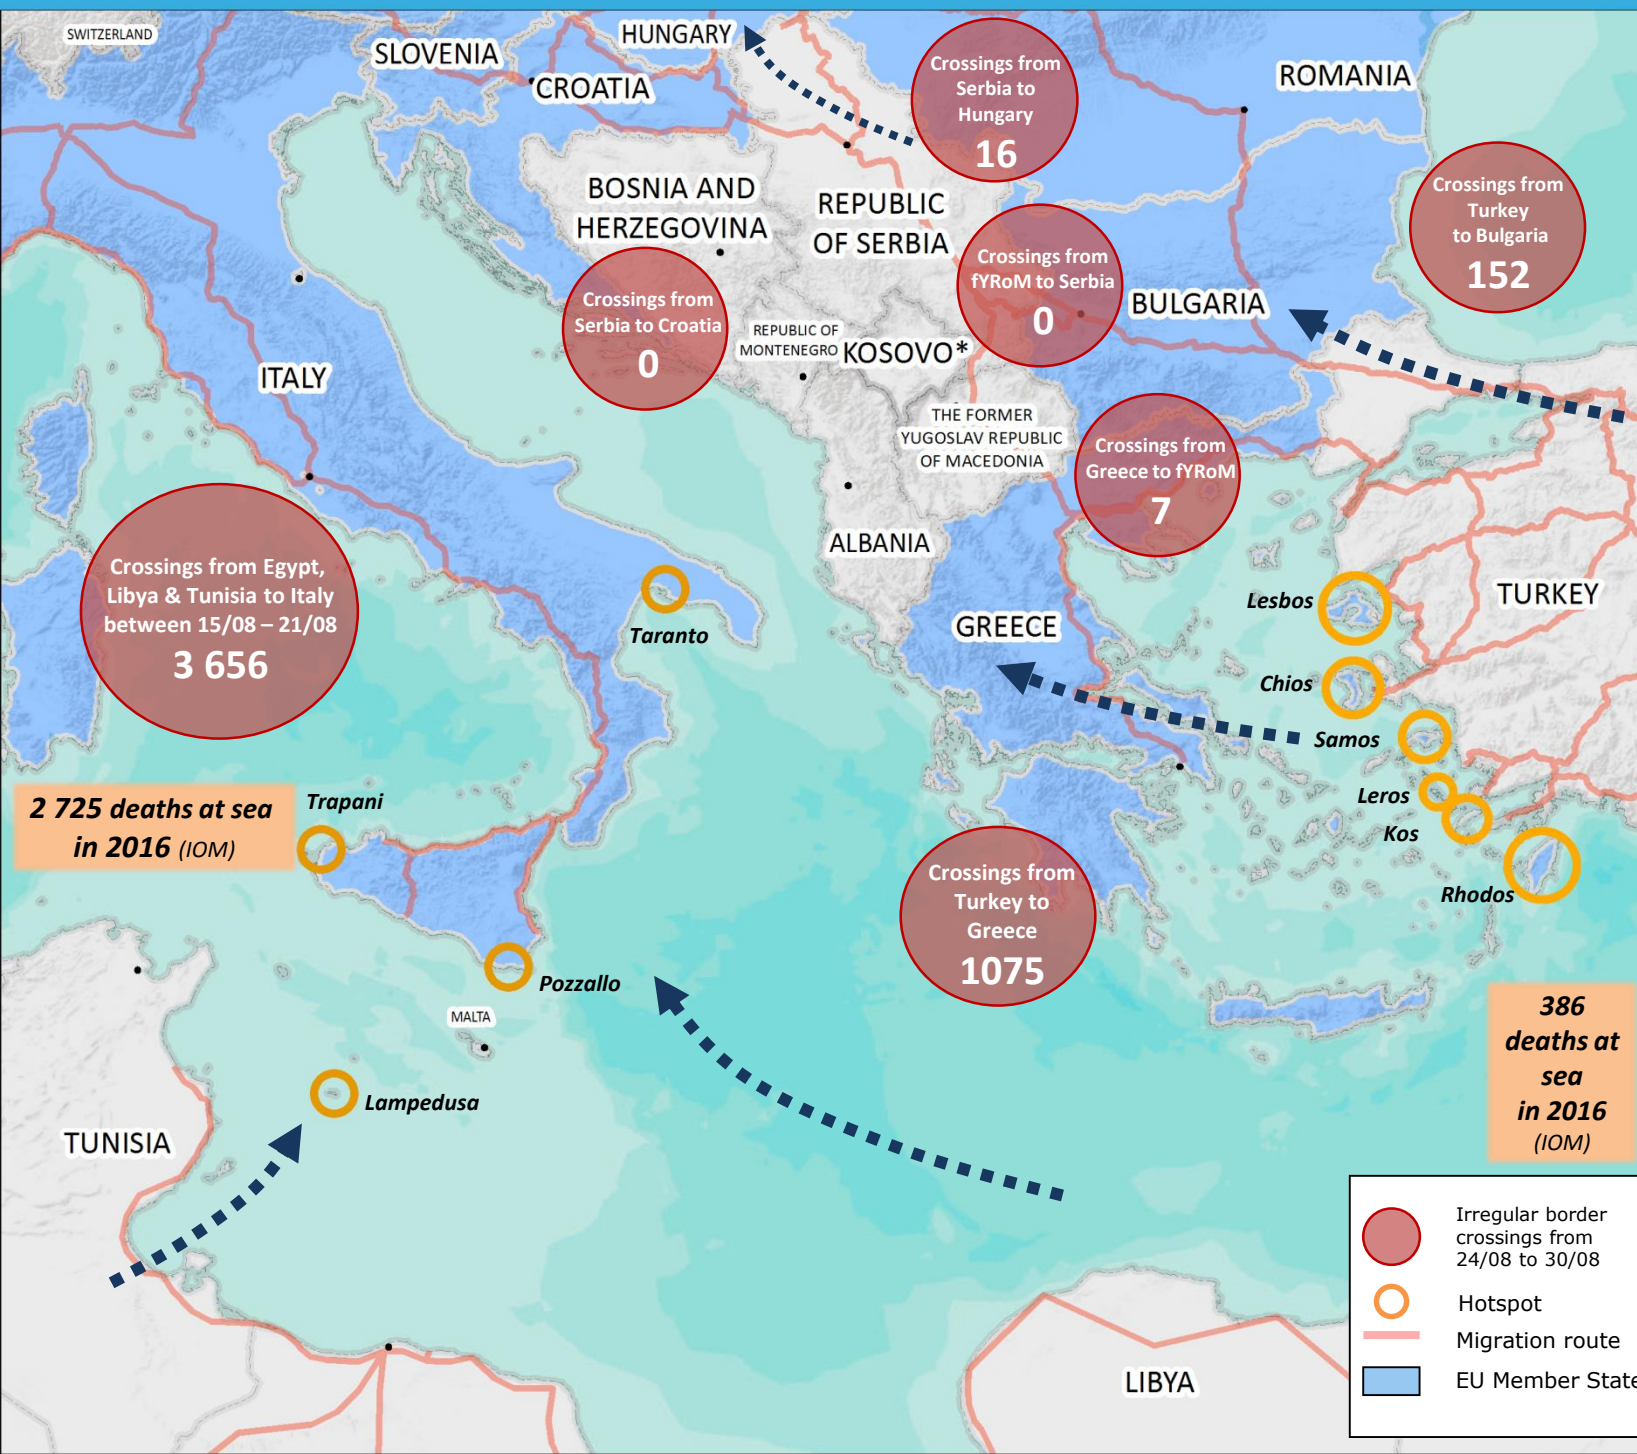 SWITZERLAND
SLOVENIA
HUNGARY
CROATIA
ROMANIA
Crossings from
Serbia to
Hungary
16
BOSNIA AND
HERZEGOVINA
REPUBLIC
OF SERBIA
Crossings from
Turkey
to Bulgaria
152
Crossings from
fYRoM to Serbia
0
BULGARIA
Crossings from
Serbia to Croatia
0
REPUBLIC OF
MONTENEGRO
KOSOVO*
ITALY
THE FORMER
YUGOSLAV REPUBLIC
OF MACEDONIA
Crossings from
Greece to fYRoM
7
ALBANIA
Crossings from Egypt,
Libya & Tunisia to Italy
between 15/08 – 21/08
3 656
Taranto
GREECE
Lesbos
TURKEY
Chios
Samos
Leros
Kos
Rhodos
2 725 deaths at sea
in 2016 (IOM)
Trapani
Crossings from
Turkey to
Greece
1075
Pozzallo
MALTA
Lampedusa
TUNISIA
386
deaths at
sea
in 2016
(IOM)
LIBYA
Irregular border
crossings from
24/08 to 30/08
Hotspot
Migration route
EU Member State